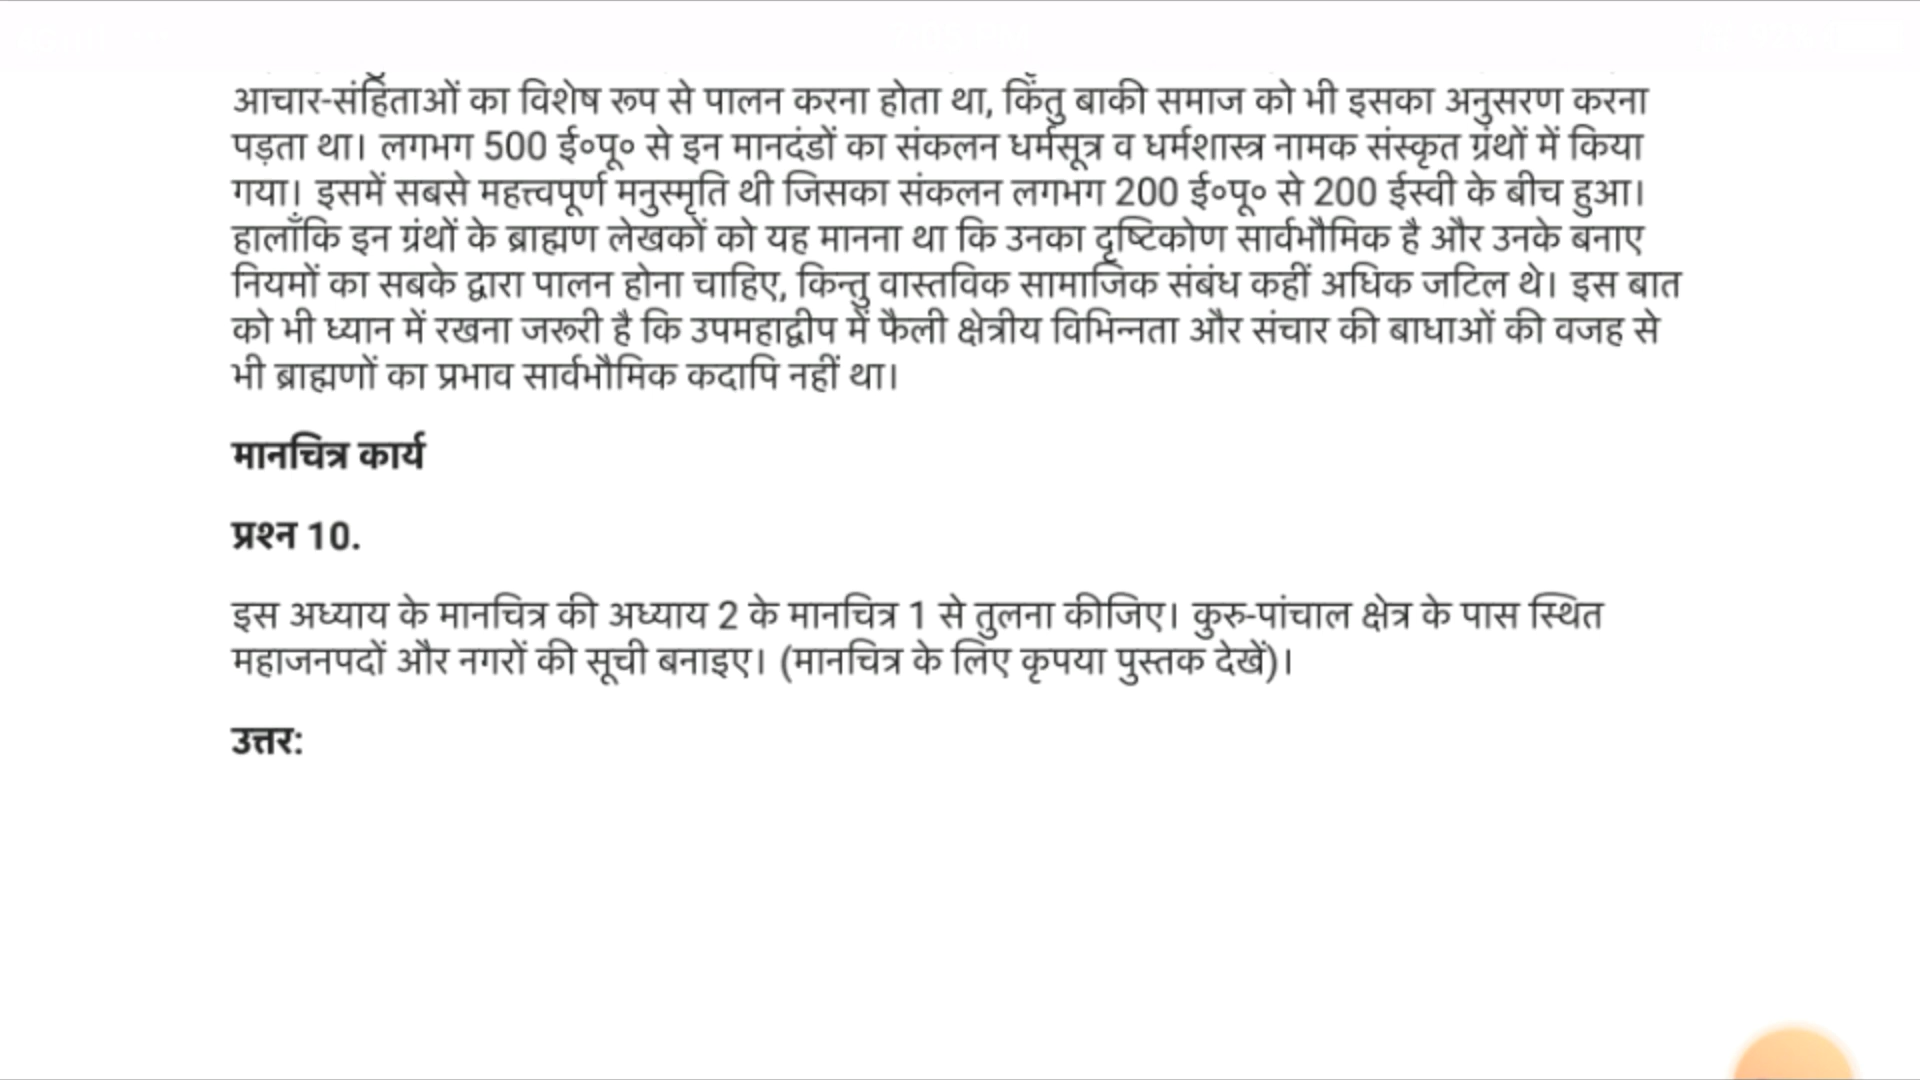 आचार-संहिताओं का विशेष रूप से पालन करना होता था, किंतु बाकी समाज को भी इसका अनुसरण करना
पड़ता था। लगभग 500 ई०पू० से इन मानदंडों का संकलन धर्मसूत्र व धर्मशास्त्र नामक संस्कृत ग्रंथों में किया
गया। इसमें सबसे महत्त्वपूर्ण मनुस्मृति थी जिसका संकलन लगभग 200 ई०पू० से 200 ईस्वी के बीच हुआ।
हालाँकि इन ग्रंथों के ब्राह्मण लेखकों को यह मानना था कि उनका दृष्टिकोण सार्वभौमिक है और उनके बनाए
नियमों का सबके द्वारा पालन होना चाहिए, किन्तु वास्तविक सामाजिक संबंध कहीं अधिक जटिल थे। इस बात
को भी ध्यान में रखना जरूरी है कि उपमहाद्वीप में फैली क्षेत्रीय विभिन्नता और संचार की बाधाओं की वजह से
भी ब्राह्मणों का प्रभाव सार्वभौमिक कदापि नहीं था।
मानचित्र कार्य
प्रश्न 10.
इस अध्याय के मानचित्र की अध्याय 2 के मानचित्र 1 से तुलना कीजिए। कुरु-पांचाल क्षेत्र के पास स्थित
महाजनपदों और नगरों की सूची बनाइए। (मानचित्र के लिए कृपया पुस्तक देखें)।
उत्तर: